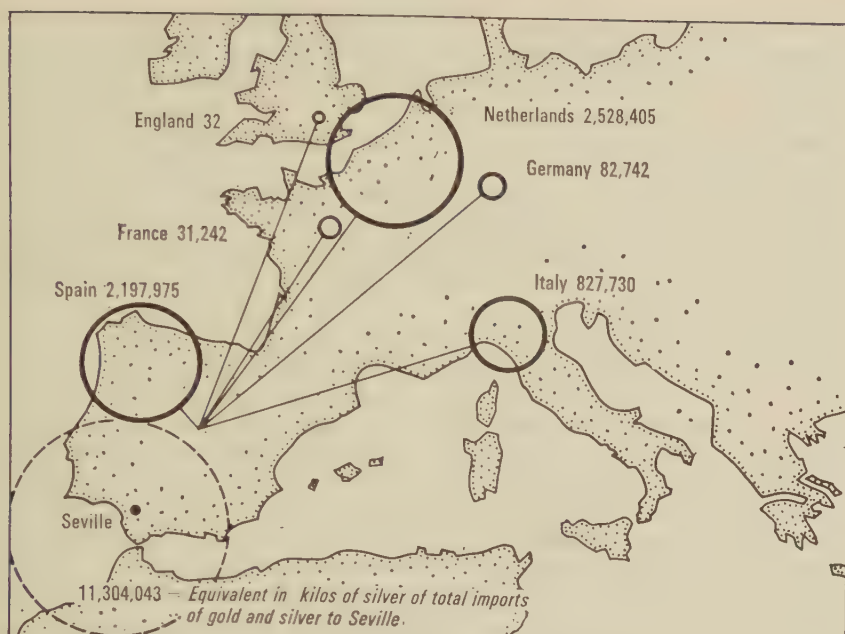 England 32
Netherlands 2,528,405
Germany 82,742
France 31,242
Spain 2,197,975
Italy 827,730
Seville
11,304,043 — Equivalent in kilos of silver of total imports
of gold and silver to Seville.